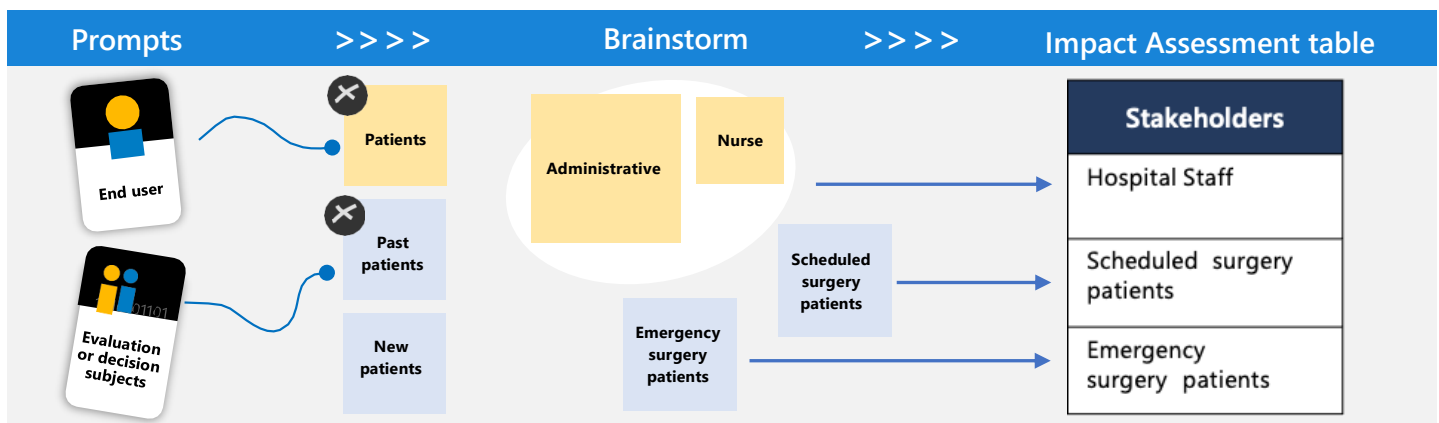 Prompts >>>> Brainstorm >>>> Impact Assessment table
End user
Evaluation
or decision
subjects
Patients
Past
patients
New
patients
Administrative
Nurse
Scheduled
surgery
patients
Emergency
surgery
patients
Stakeholders
Hospital Staff
Scheduled surgery
patients
Emergency
surgery patients